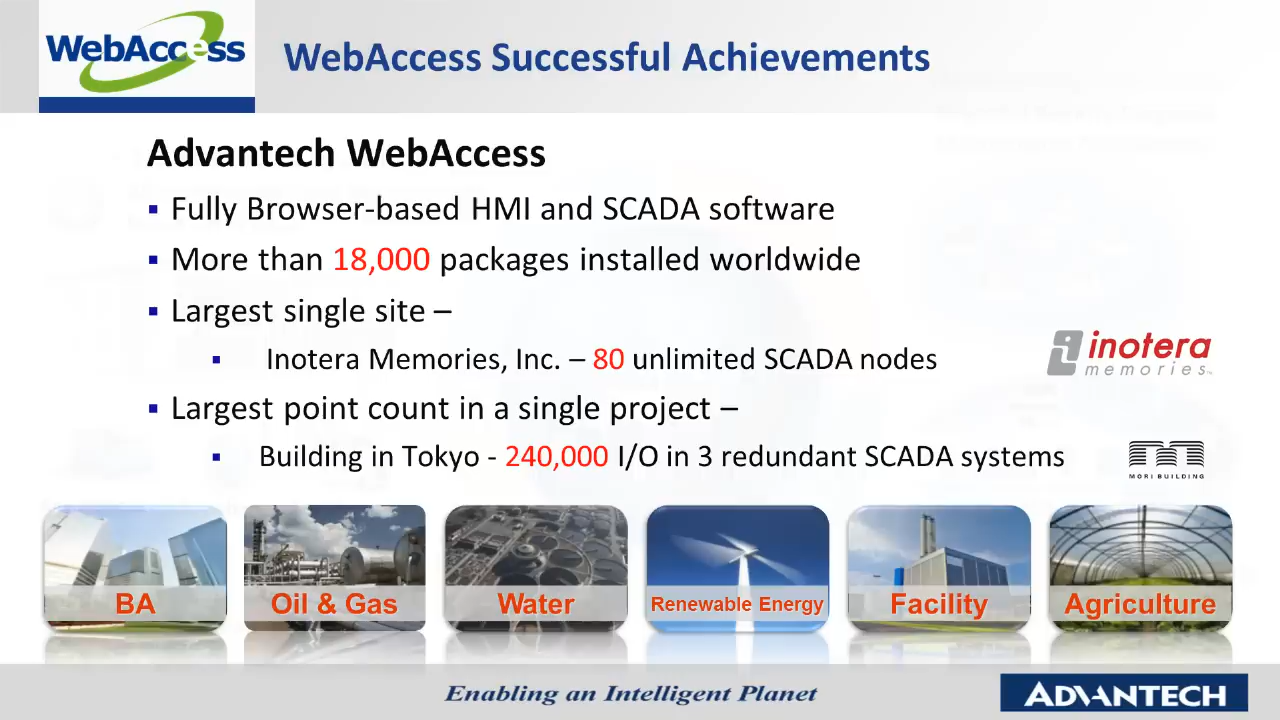 WebAccess
WebAccess Successful Achievements
Advantech WebAccess
▪ Fully Browser-based HMI and SCADA software
▪ More than 18,000 packages installed worldwide
▪ Largest single site –
▪ Inotera Memories, Inc. – 80 unlimited SCADA nodes
inotera
memories
▪ Largest point count in a single project –
▪ Building in Tokyo - 240,000 I/O in 3 redundant SCADA systems
MORI BUILDING
BA
Oil & Gas
Water
Renewable Energy
Facility
Agriculture
Enabling an Intelligent Planet
ADVANTECH